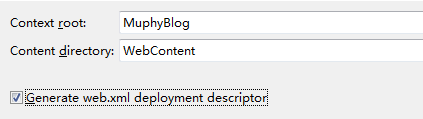 Context root: MuphyBlog
Content directory: WebContent
Generate web.xml deployment descriptor